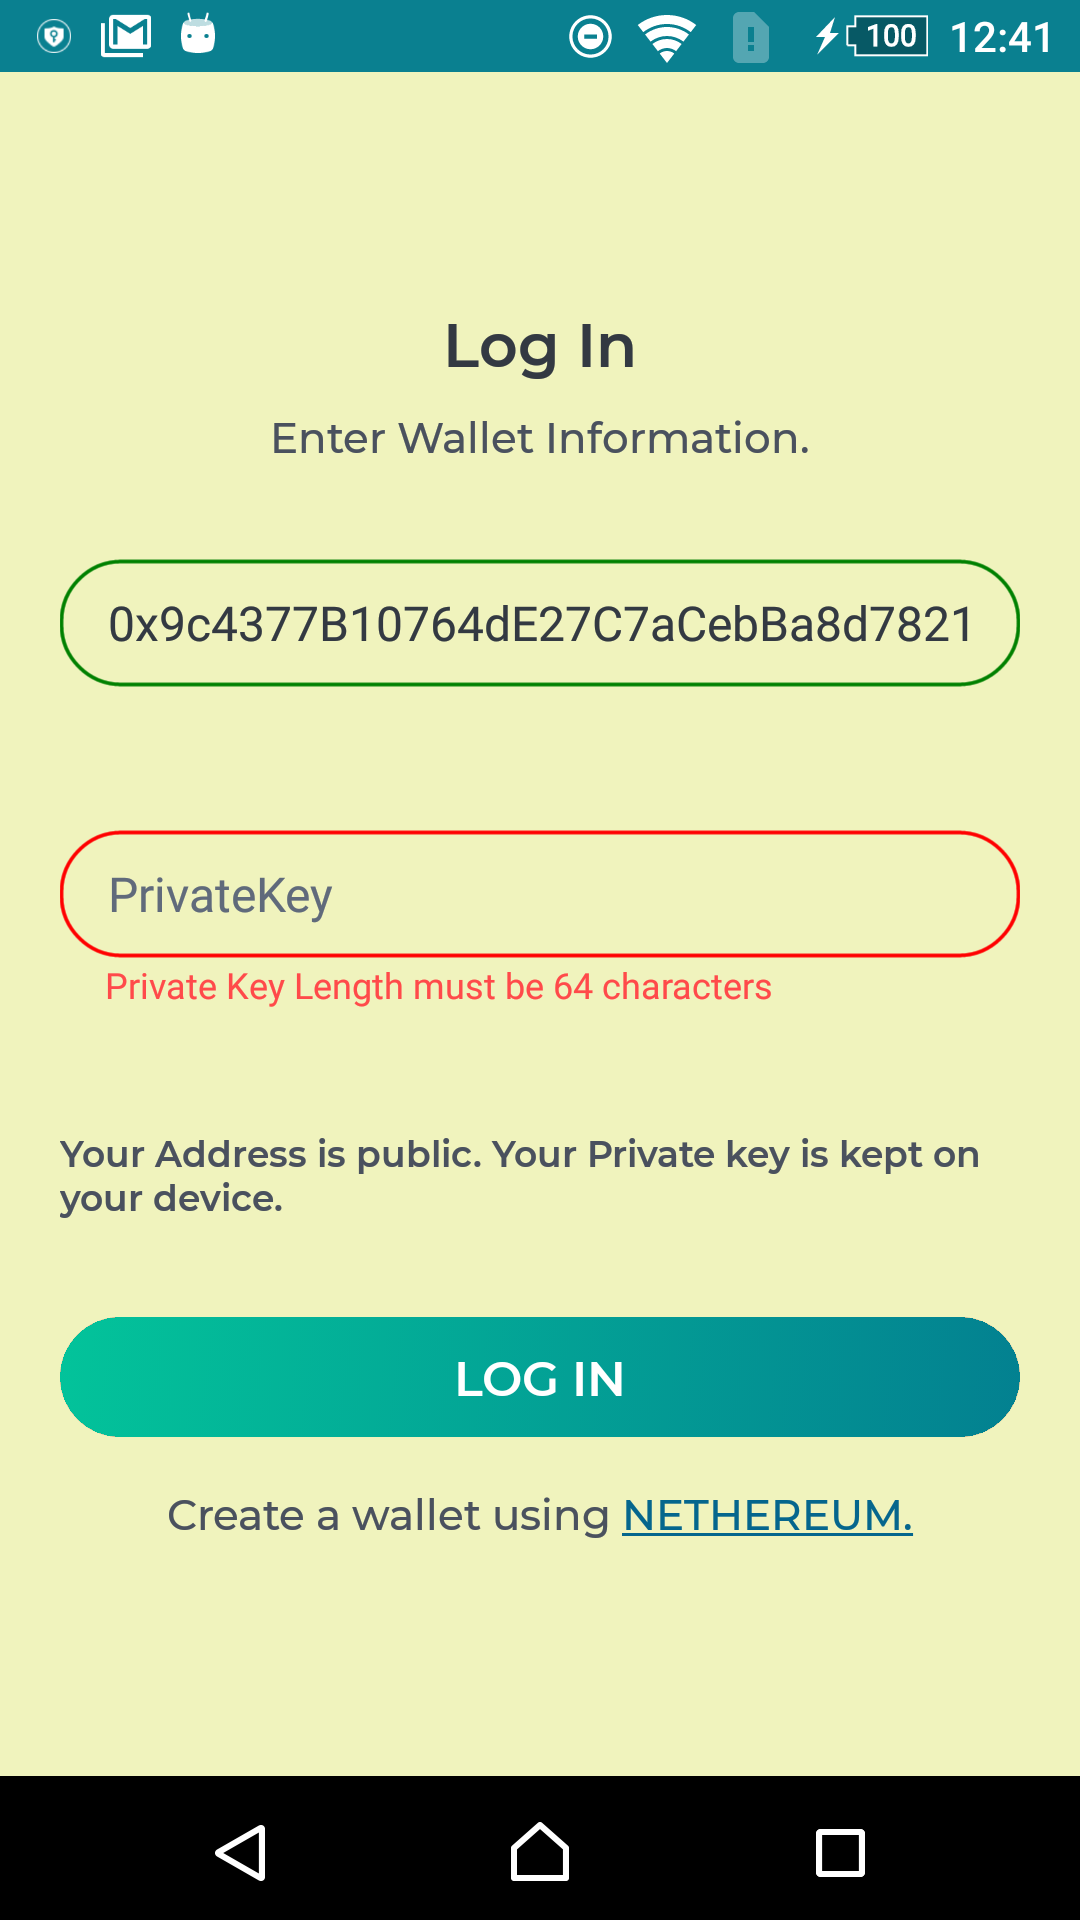 100 12:41
Log In
Enter Wallet Information.
0x9c4377B10764dE27C7aCebBa8d7821
PrivateKey
Private Key Length must be 64 characters
Your Address is public. Your Private key is kept on
your device.
LOG IN
Create a wallet using NETHEREUM.